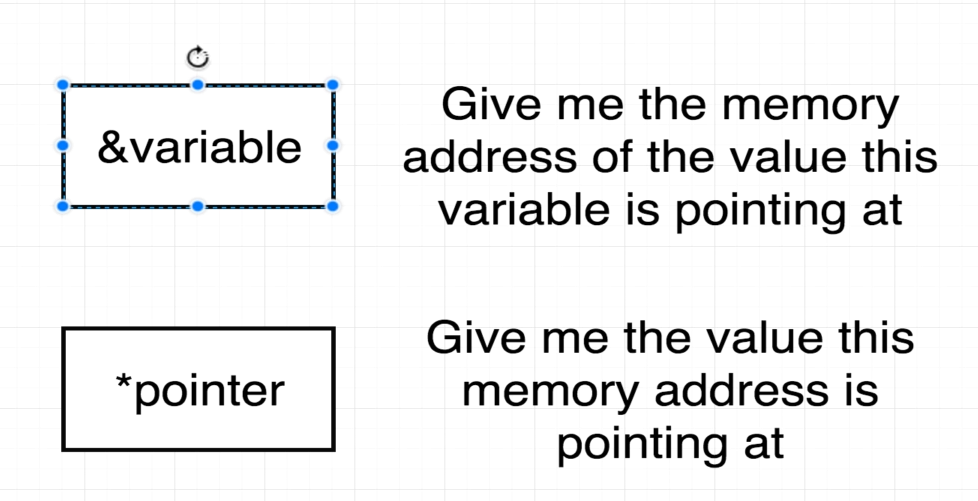 &variable
Give me the memory
address of the value this
variable is pointing at
*pointer
Give me the value this
memory address is
pointing at